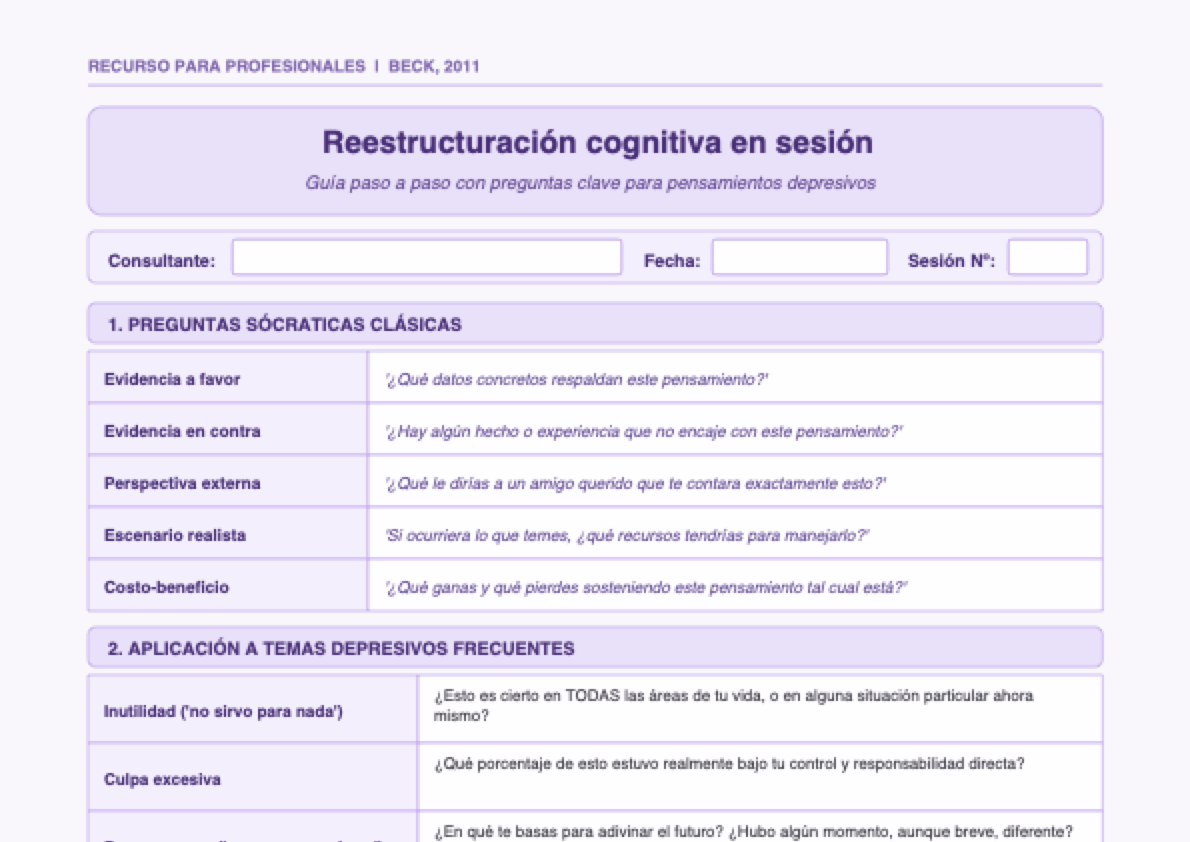 RECURSO PARA PROFESIONALES | BECK, 2011
Reestructuración cognitiva en sesión
Guía paso a paso con preguntas clave para pensamientos depresivos
Consultante:
Fecha:
Sesión Nº:
1. PREGUNTAS SÓCRATICAS CLÁSICAS
Evidencia a favor
'¿Qué datos concretos respaldan este pensamiento?'
Evidencia en contra
'¿Hay algún hecho o experiencia que no encaje con este pensamiento?'
Perspectiva externa
'¿Qué le dirías a un amigo querido que te contara exactamente esto?'
Escenario realista
'Si ocurriera lo que temes, ¿qué recursos tendrías para manejarlo?'
Costo-beneficio
'¿Qué ganas y qué pierdes sosteniendo este pensamiento tal cual está?'
2. APLICACIÓN A TEMAS DEPRESIVOS FRECUENTES
Inutilidad ('no sirvo para nada')
¿Esto es cierto en TODAS las áreas de tu vida, o en alguna situación particular ahora
mismo?
Culpa excesiva
¿Qué porcentaje de esto estuvo realmente bajo tu control y responsabilidad directa?
¿En qué te basas para adivinar el futuro? ¿Hubo algún momento, aunque breve, diferente?